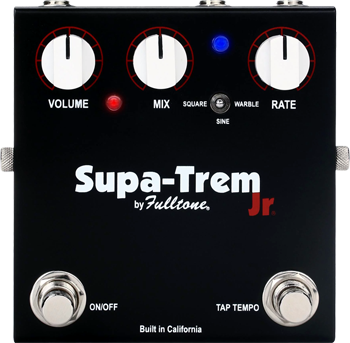 VOLUME
MIX
RATE
SQUARE
WARBLE
SINE
Supa-Trem
by Fulltone
Jr
ON/OFF
TAP TEMPO
Built in California